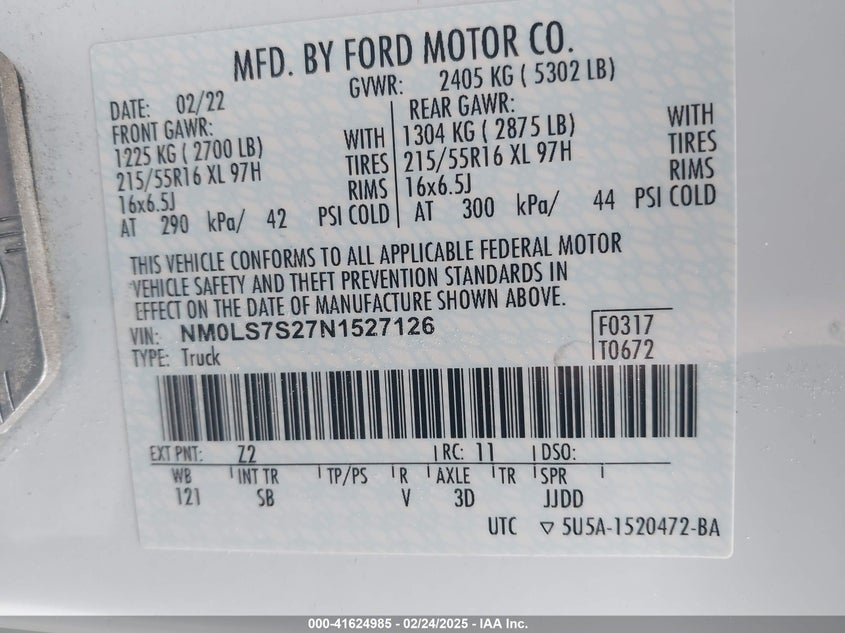 MFD. BY FORD MOTOR CO.
DATE: 02/22 GVWR: 2405 KG ( 5302 LB)
FRONT GAWR: REAR GAWR:
1225 KG ( 2700 LB) WITH 1304 KG ( 2875 LB) WITH
215/55R16 XL 97H TIRES 215/55R16 XL 97H TIRES
16x6.5J RIMS 16x6.5J RIMS
AT 290 kPa/ 42 PSI COLD AT 300 kPa/ 44 PSI COLD
THIS VEHICLE CONFORMS TO ALL APPLICABLE FEDERAL MOTOR
VEHICLE SAFETY AND THEFT PREVENTION STANDARDS IN
EFFECT ON THE DATE OF MANUFACTURE SHOWN ABOVE.
VIN: NM0LS7S27N1527126 F0317
TYPE: Truck T0672
EXT PNT: Z2 RC: 11 DSO:
WB INT TR TP/PS R AXLE TR SPR
121 SB V 3D JJDD
UTC ▽ 5U5A-1520472-BA
000-41624985 - 02/24/2025 - IAA Inc.